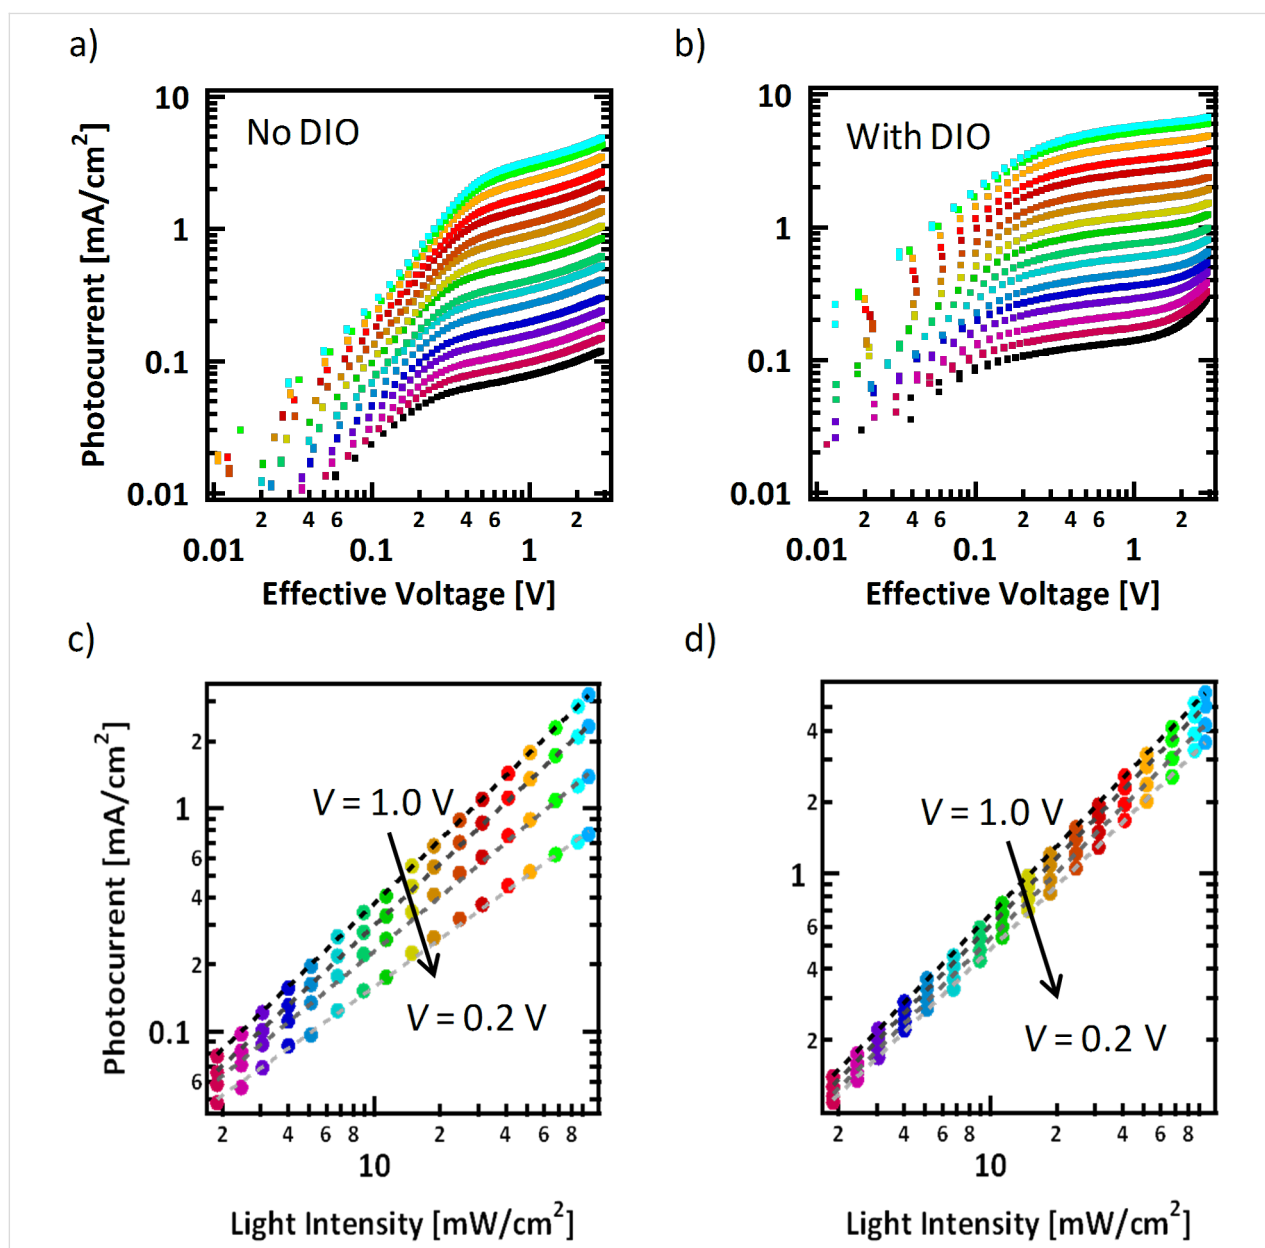 a)
b)
No DIO
With DIO
Photocurrent [mA/cm²]
10
1
0.1
0.01
2 4 6 2 4 6 2
0.01 0.1 1
Effective Voltage [V]
10
1
0.1
0.01
2 4 6 2 4 6 2
0.01 0.1 1
Effective Voltage [V]
c)
d)
Photocurrent [mA/cm²]
2
1
6
4
2
0.1
6
V = 1.0 V
V = 0.2 V
2 4 6 8 2 4 6 8
10
Light Intensity [mW/cm²]
4
2
1
6
4
2
V = 1.0 V
V = 0.2 V
2 4 6 8 2 4 6 8
10
Light Intensity [mW/cm²]